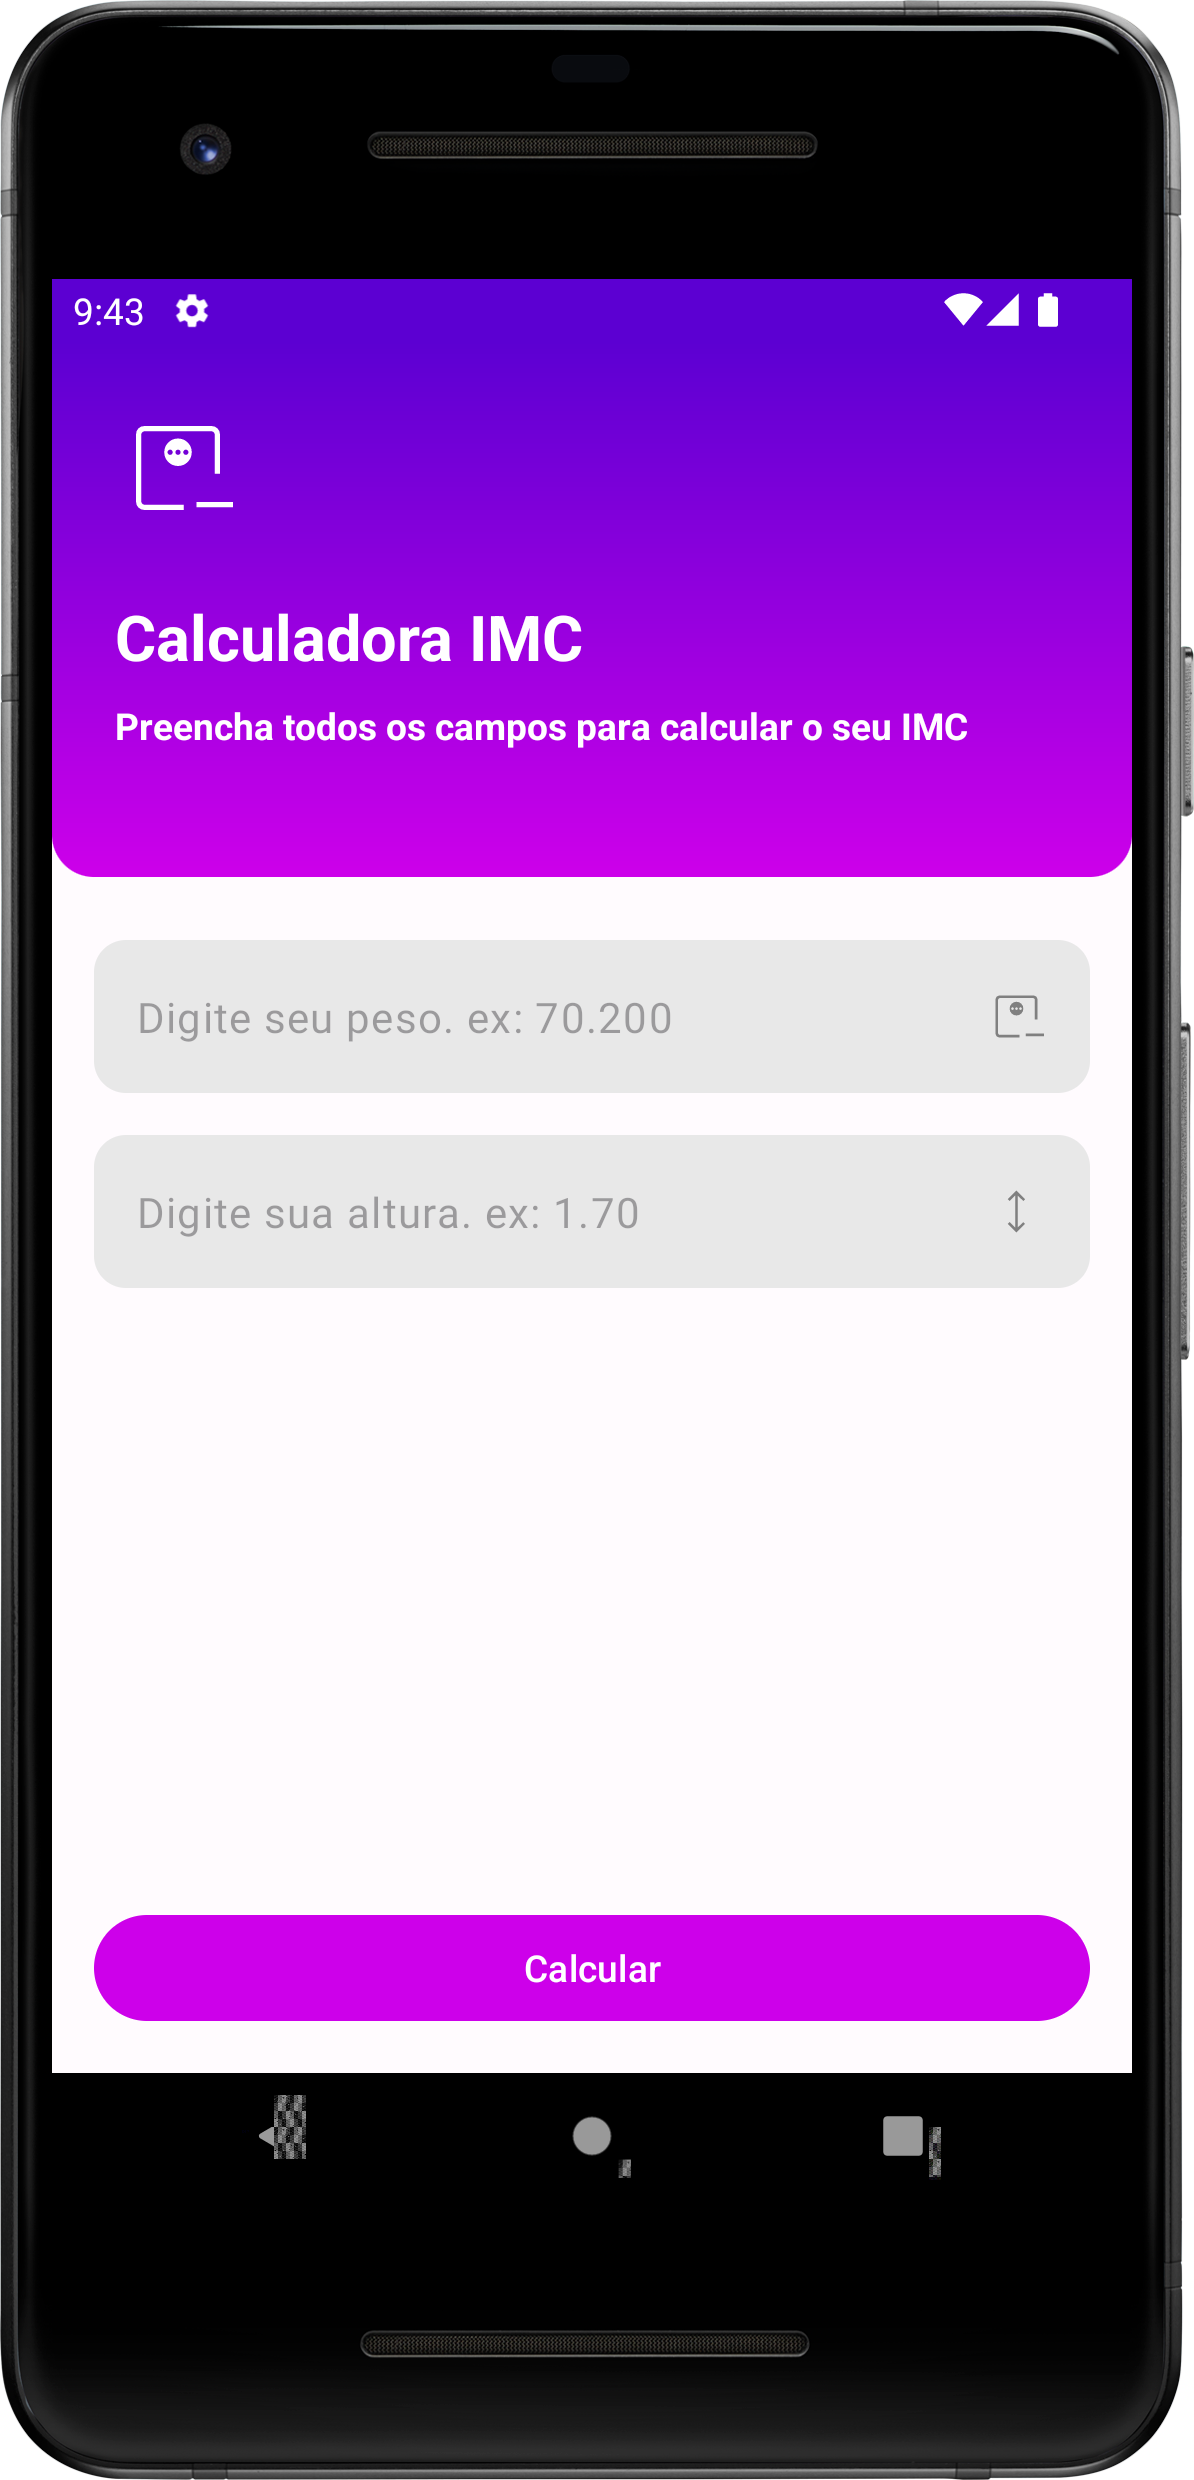 9:43
Calculadora IMC
Preencha todos os campos para calcular o seu IMC
Digite seu peso. ex: 70.200
Digite sua altura. ex: 1.70
Calcular